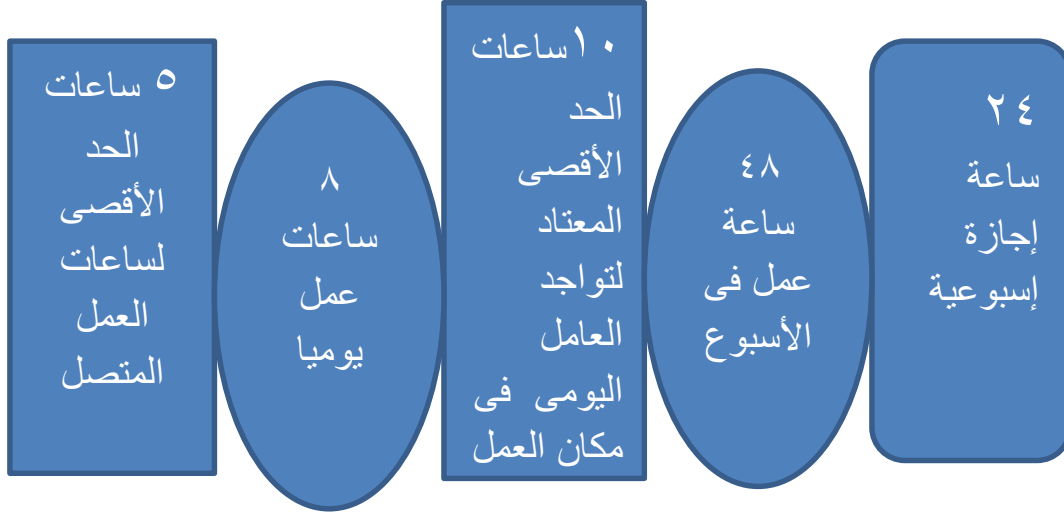 ٢٤
ساعة
إجازة
إسبوعية
٤٨
ساعة
عمل فى
الأسبوع
١٠ساعات
الحد
الأقصى
المعتاد
لتواجد
العامل
اليومى فى
مكان العمل
٨
ساعات
عمل
يوميا
٥ ساعات
الحد
الأقصى
لساعات
العمل
المتصل